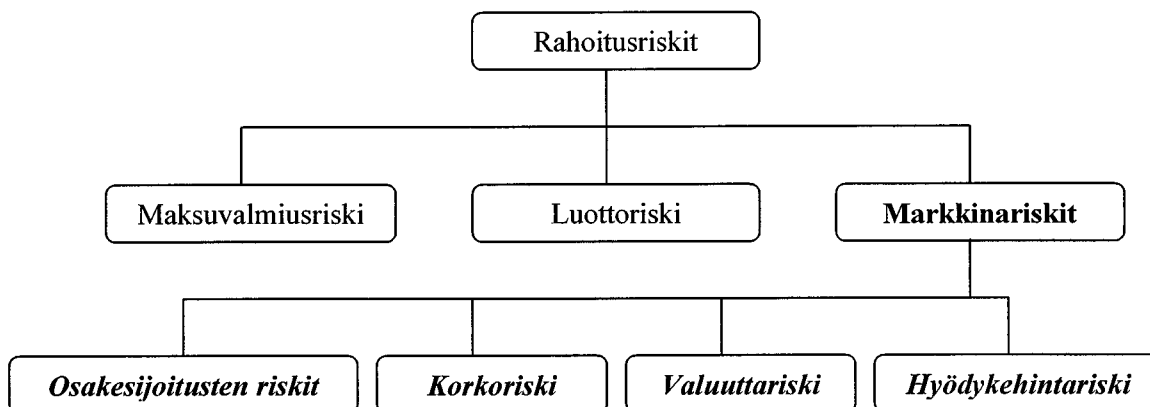 Rahoitusriskit
Maksuvalmiusriski
Luottoriski
Markkinariskit
Osakesijoitusten riskit
Korkoriski
Valuuttariski
Hyödykehintariski